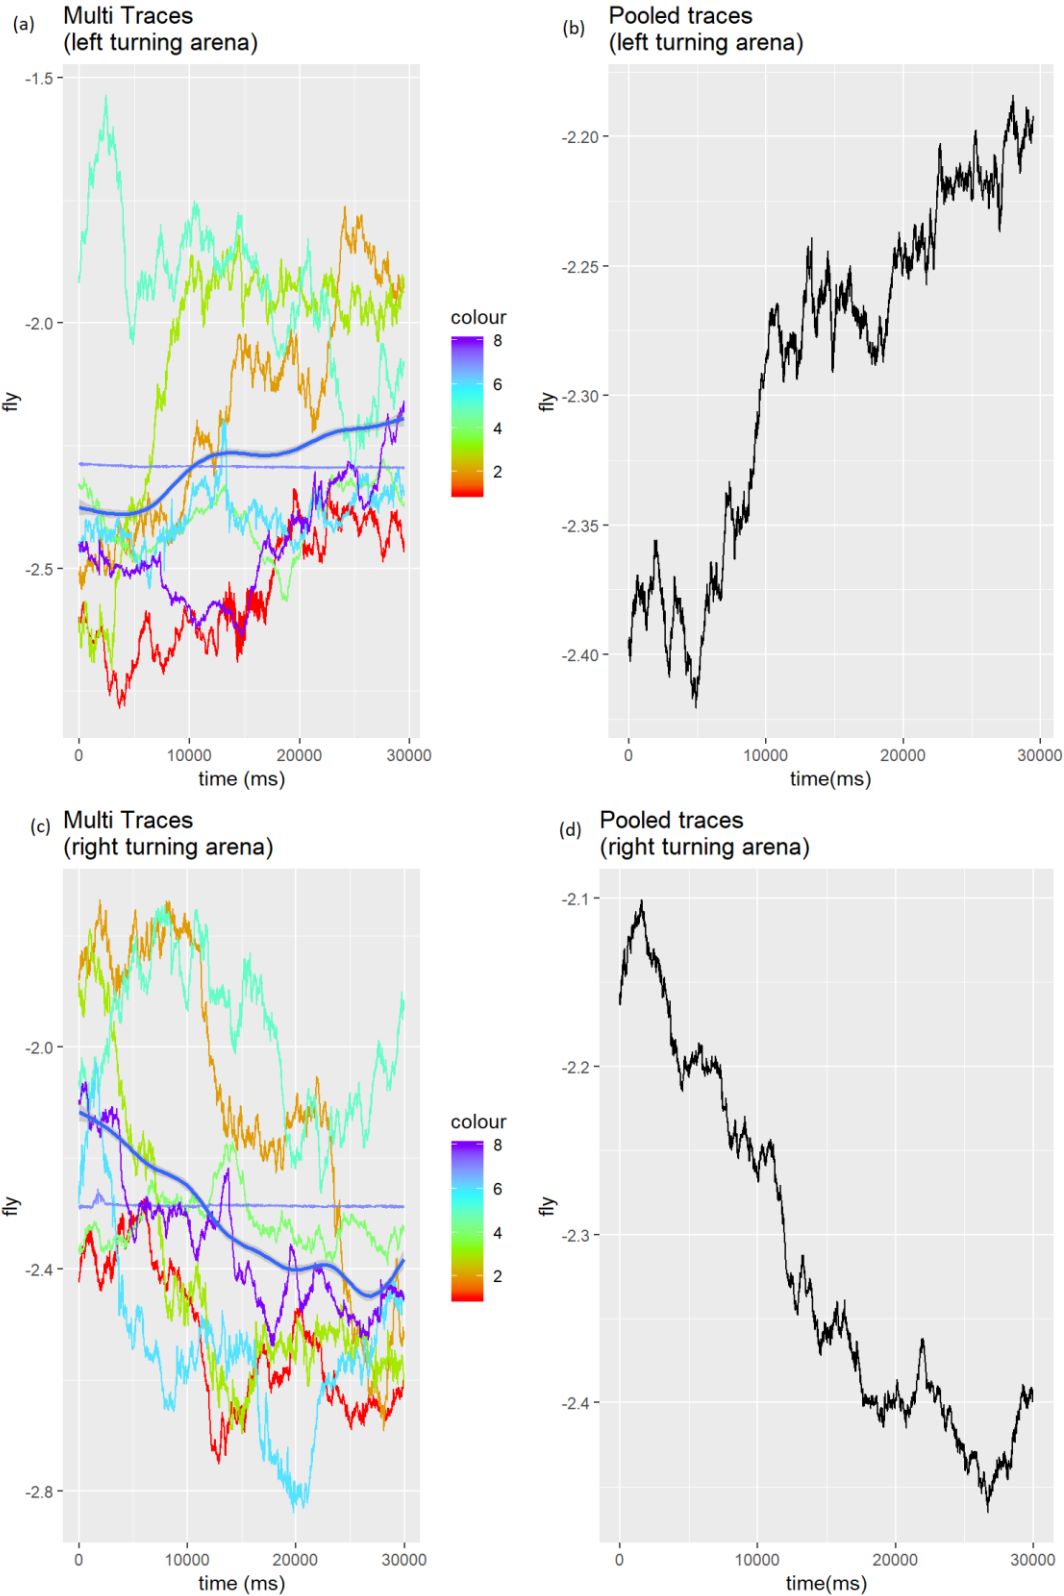 (a)
Multi Traces
(left turning arena)
-1.5
-2.0
-2.5
fly
0 10000 20000 30000
time (ms)
colour
8
6
4
2
(b)
Pooled traces
(left turning arena)
-2.20
-2.25
-2.30
-2.35
-2.40
fly
0 10000 20000 30000
time(ms)
(c)
Multi Traces
(right turning arena)
-2.0
-2.4
-2.8
fly
0 10000 20000 30000
time (ms)
colour
8
6
4
2
(d)
Pooled traces
(right turning arena)
-2.1
-2.2
-2.3
-2.4
fly
0 10000 20000 30000
time(ms)